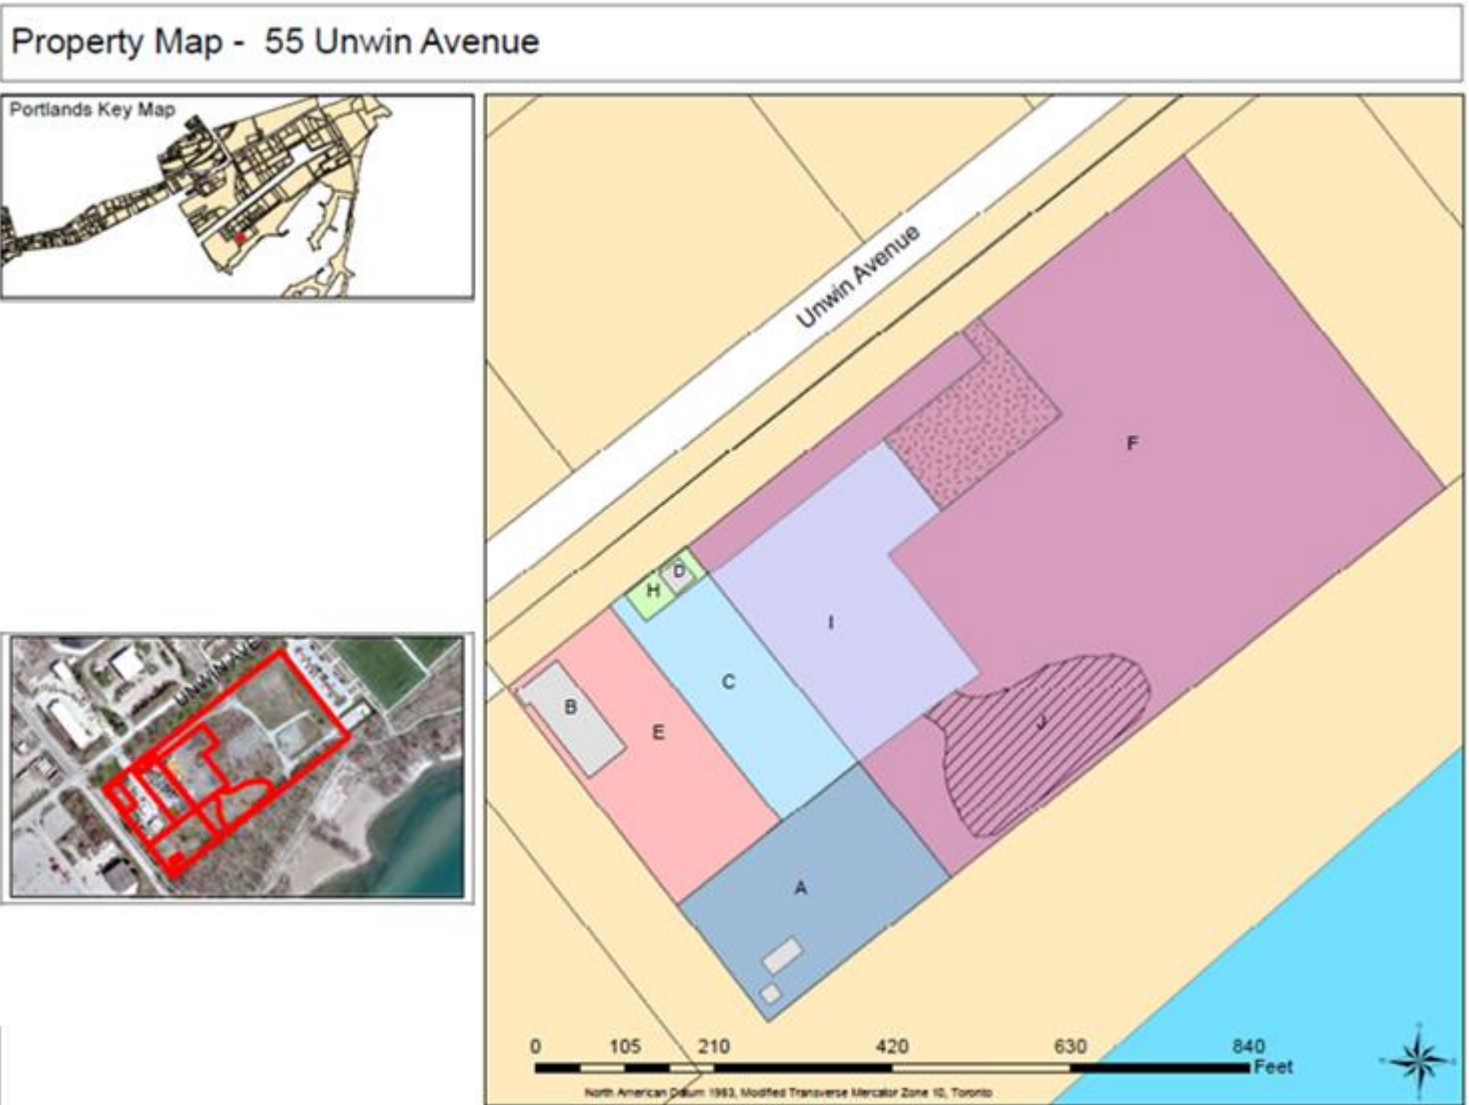 Property Map - 55 Unwin Avenue
Portlands Key Map
Unwin Avenue
F
D
H
I
C
B
E
J
A
UNWIN AVE
0 105 210 420 630 840
Feet
North American Datum 1983, Modified Transverse Mercator Zone 10, Toronto